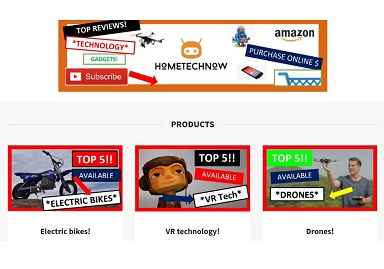 TOP REVIEWS!
*TECHNOLOGY*
GADGETS!
Subscribe
HOMETECHNOW
amazon
PURCHASE ONLINE $
PRODUCTS
TOP 5!!
AVAILABLE
*ELECTRIC BIKES*
TOP 5!!
AVAILABLE
*VR Tech*
TOP 5!!
AVAILABLE
*DRONES*
Electric bikes!
VR technology!
Drones!